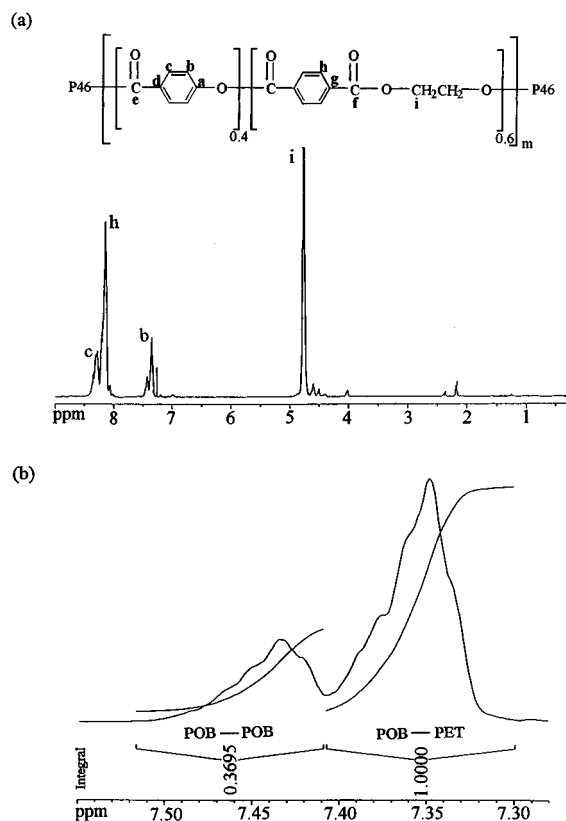 (a)
O O O
h
c b
P46 d a O C g C O CH₂CH₂ O P46
C
e f i
0.4 0.6
m
i
h
b
c
ppm 8 7 6 5 4 3 2 1
(b)
POB — POB POB — PET
Integral
0.3695 1.0000
ppm 7.50 7.45 7.40 7.35 7.30